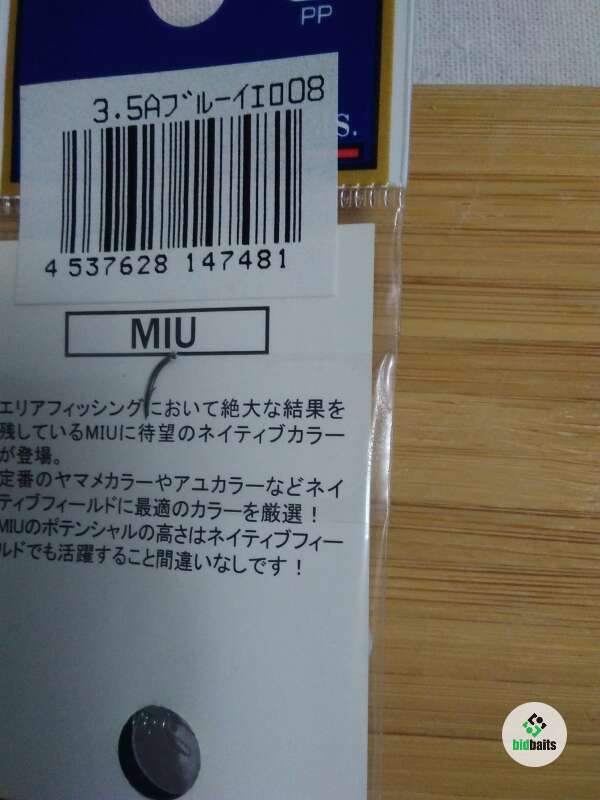 PP
3.5Aﾌﾞﾙｰｲｴﾛ08
S.
4 537628 147481
MIU
エリアフィッシングにおいて絶大な結果を
残しているMIUに待望のネイティブカラー
が登場。
定番のヤマメカラーやアユカラーなどネイ
ティブフィールドに最適のカラーを厳選！
MIUのポテンシャルの高さはネイティブフィー
ルドでも活躍すること間違いなしです！
bidbaits